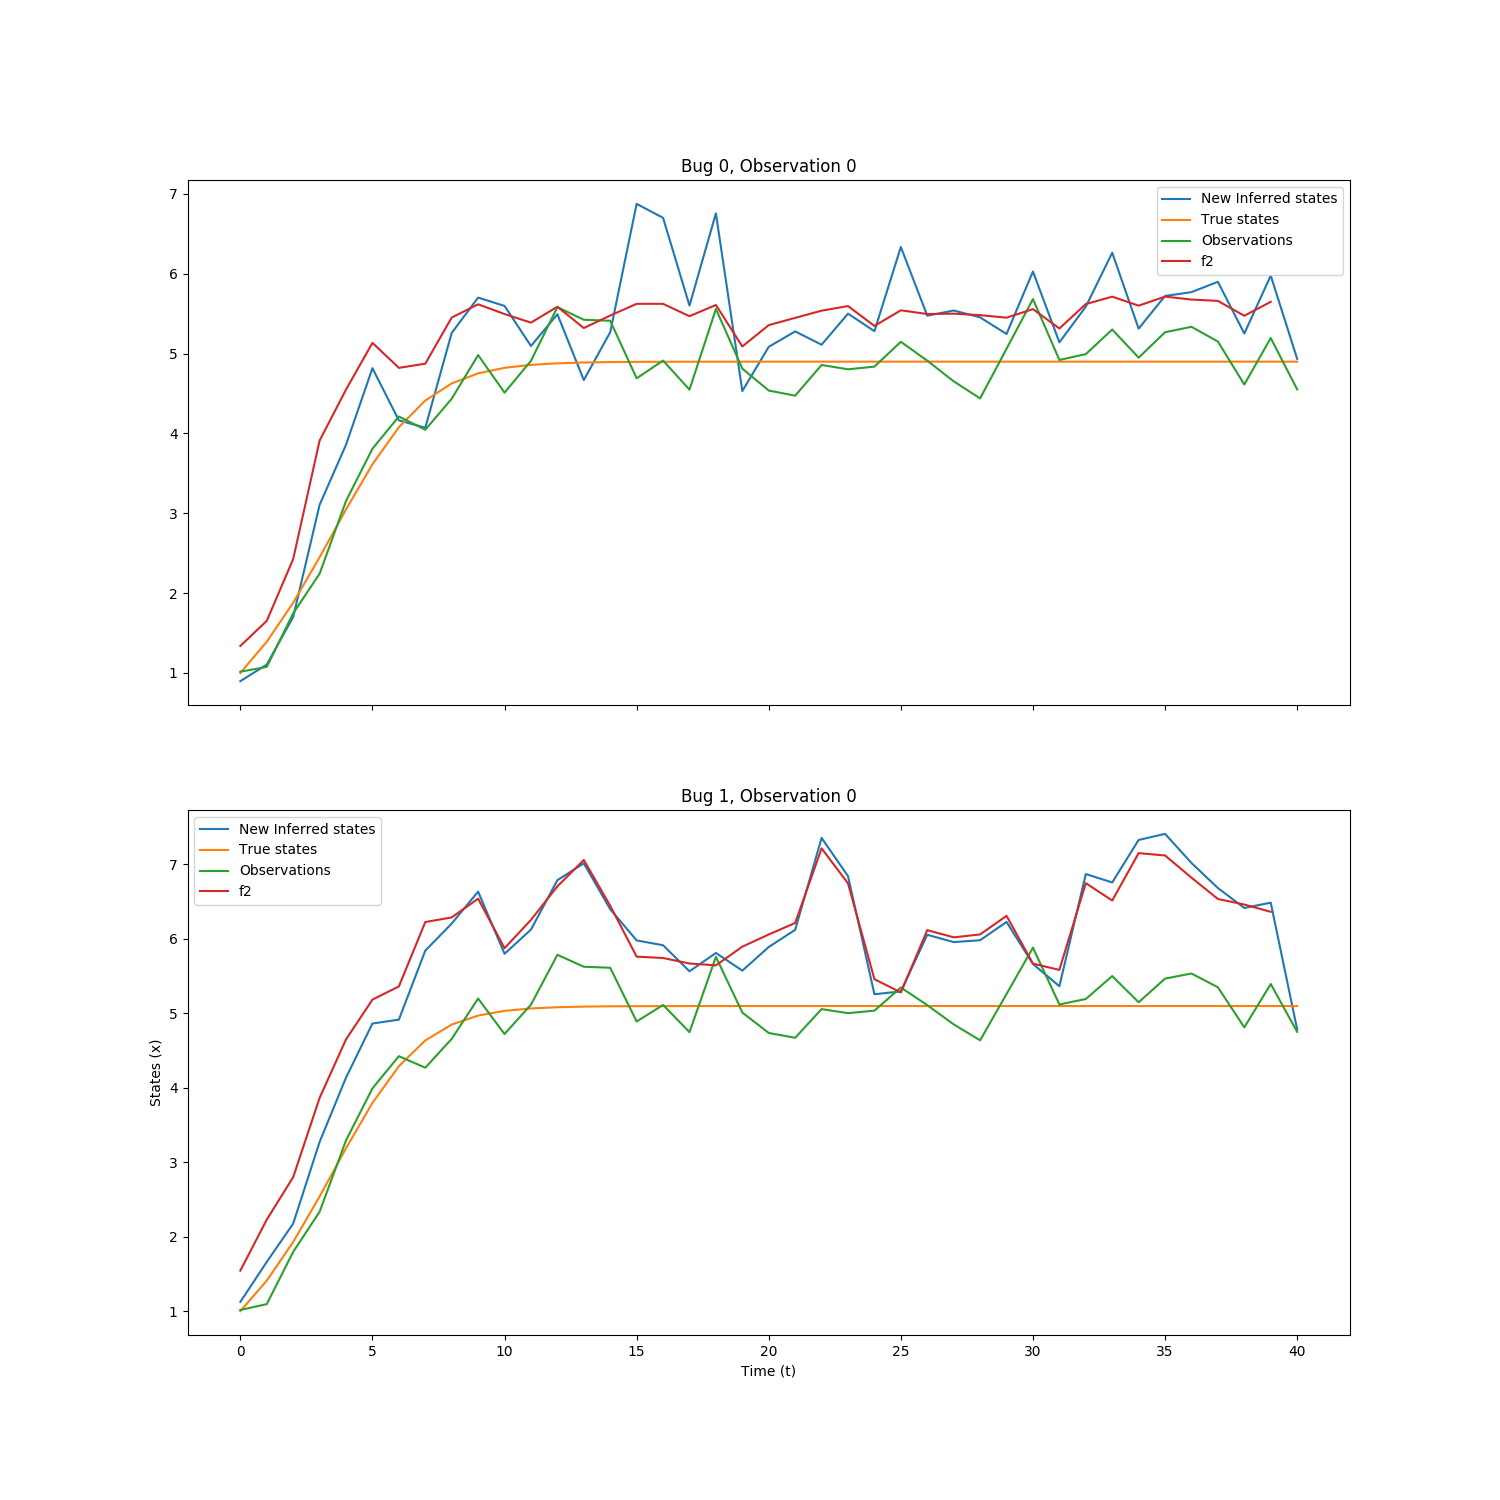 Bug 0, Observation 0
7
6
5
4
3
2
1
New Inferred states
True states
Observations
f2
Bug 1, Observation 0
New Inferred states
True states
Observations
f2
States (x)
7
6
5
4
3
2
1
0 5 10 15 20 25 30 35 40
Time (t)